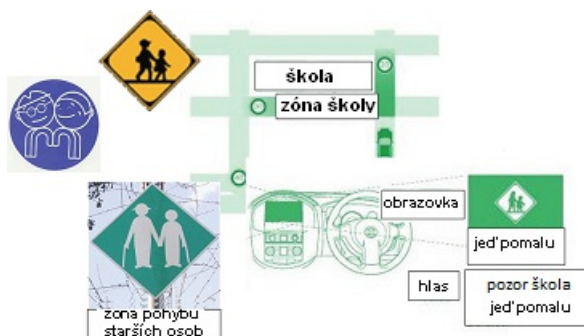 škola
zóna školy
obrazovka
jeď pomalu
hlas
pozor škola
jeď pomalu
zona pohybu
starších osob